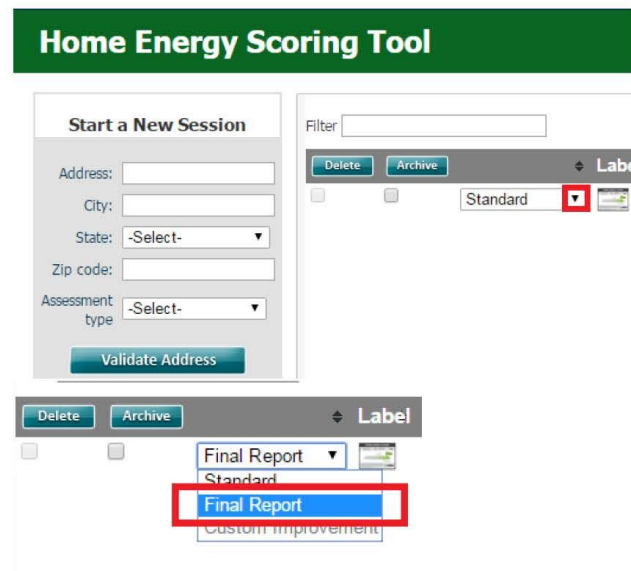 Home Energy Scoring Tool
Start a New Session
Address:
City:
State: -Select-
Zip code:
Assessment type -Select-
Validate Address
Filter
Delete Archive Labe
Standard
Delete Archive Label
Final Report
Standard
Final Report
Custom Improvement